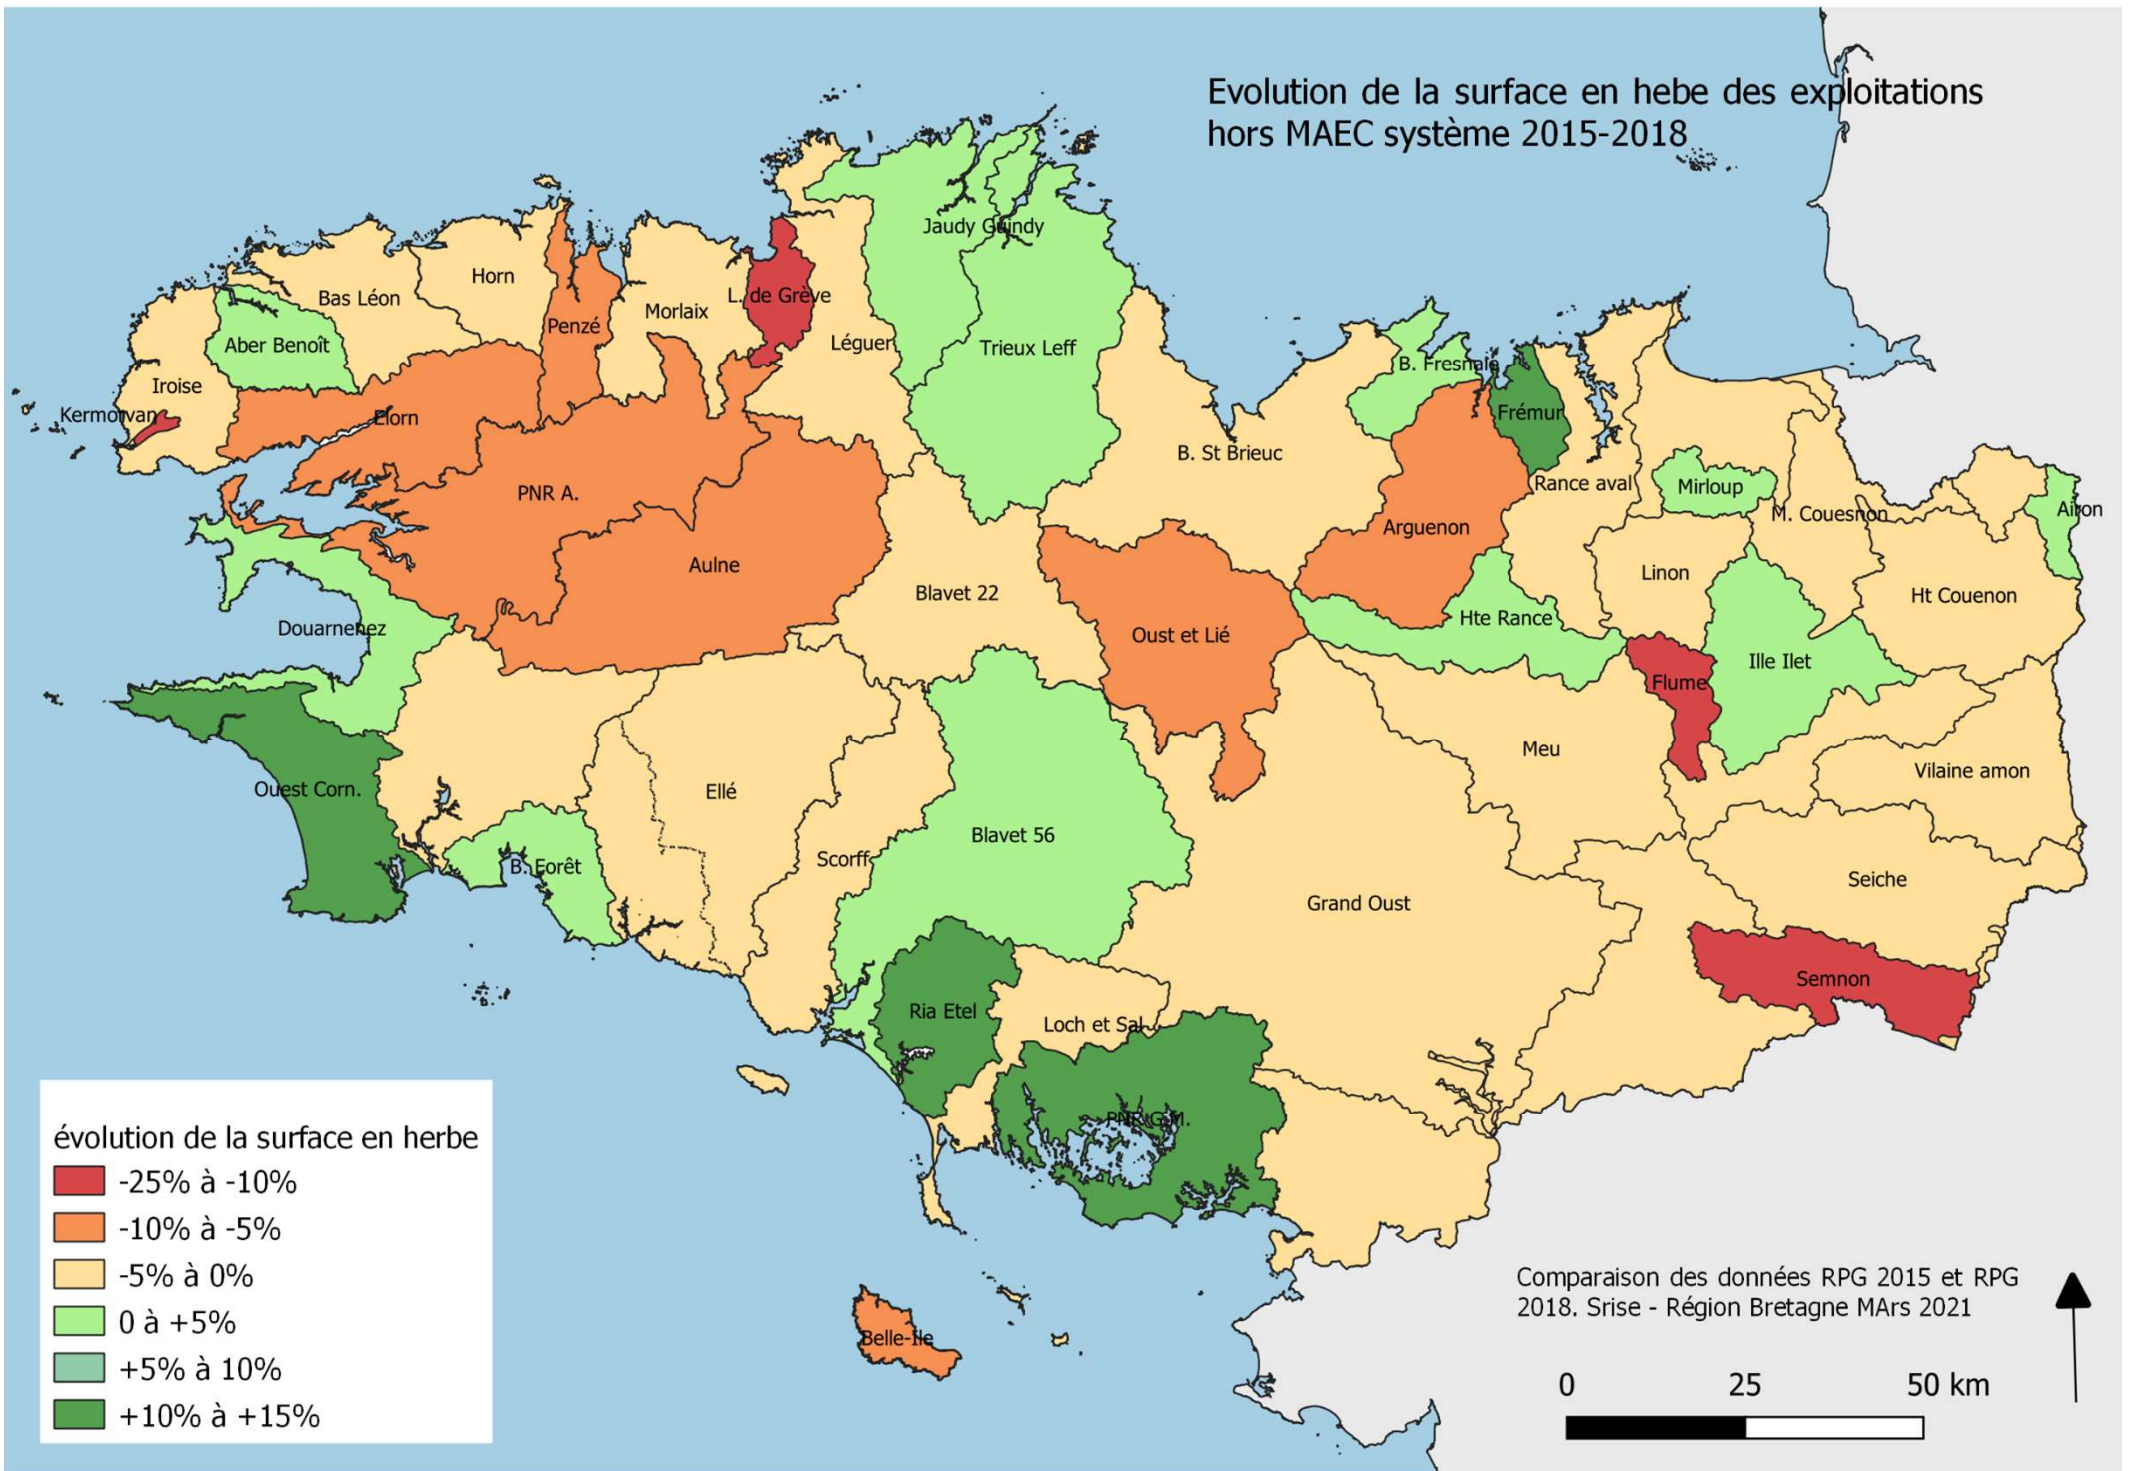 Evolution de la surface en hebe des exploitations
hors MAEC système 2015-2018
Jaudy Guindy
Horn
Bas Léon
L. de Grève
Morlaix
Penzé
Aber Benoît
Léguer
Trieux Leff
B. Fresnaie
Iroise
Kermorvan
Elorn
Frémur
B. St Brieuc
Rance aval
Mirloup
PNR A.
M. Couesnon
Airon
Arguenon
Aulne
Linon
Blavet 22
Ht Couenon
Hte Rance
Douarnenez
Oust et Lié
Ille Ilet
Flume
Meu
Vilaine amon
Ouest Corn.
Ellé
Blavet 56
Scorff
B. Forêt
Seiche
Grand Oust
Semnon
Ria Etel
Loch et Sal
PNR G.M.
Belle-Ile
évolution de la surface en herbe
-25% à -10%
-10% à -5%
-5% à 0%
0 à +5%
+5% à 10%
+10% à +15%
Comparaison des données RPG 2015 et RPG
2018. Srise - Région Bretagne MArs 2021
0 25 50 km